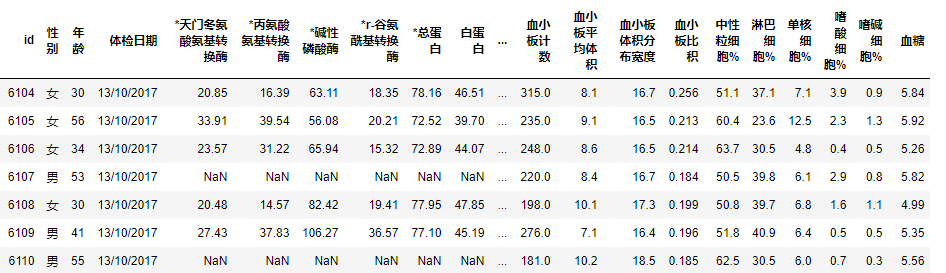 id 性别 年龄 体检日期 *天门冬氨酸氨基转换酶 *丙氨酸氨基转换酶 *碱性磷酸酶 *r-谷氨酰基转换酶 *总蛋白 白蛋白 ... 血小板计数 血小板平均体积 血小板体积分布宽度 血小板比积 中性粒细胞% 淋巴细胞% 单核细胞% 嗜酸细胞% 嗜碱细胞% 血糖
6104 女 30 13/10/2017 20.85 16.39 63.11 18.35 78.16 46.51 ... 315.0 8.1 16.7 0.256 51.1 37.1 7.1 3.9 0.9 5.84
6105 女 56 13/10/2017 33.91 39.54 56.08 20.21 72.52 39.70 ... 235.0 9.1 16.5 0.213 60.4 23.6 12.5 2.3 1.3 5.92
6106 女 34 13/10/2017 23.57 31.22 65.94 15.32 72.89 44.07 ... 248.0 8.6 16.5 0.214 63.7 30.5 4.8 0.4 0.5 5.26
6107 男 53 13/10/2017 NaN NaN NaN NaN NaN NaN ... 220.0 8.4 16.7 0.184 50.5 39.8 6.1 2.9 0.8 5.82
6108 女 30 13/10/2017 20.48 14.57 82.42 19.41 77.95 47.85 ... 198.0 10.1 17.3 0.199 50.8 39.7 6.8 1.6 1.1 4.99
6109 男 41 13/10/2017 27.43 37.83 106.27 36.57 77.10 45.19 ... 276.0 7.1 16.4 0.196 51.8 40.9 6.4 0.5 0.5 5.35
6110 男 55 13/10/2017 NaN NaN NaN NaN NaN NaN ... 181.0 10.2 18.5 0.185 62.5 30.5 6.0 0.7 0.3 5.56